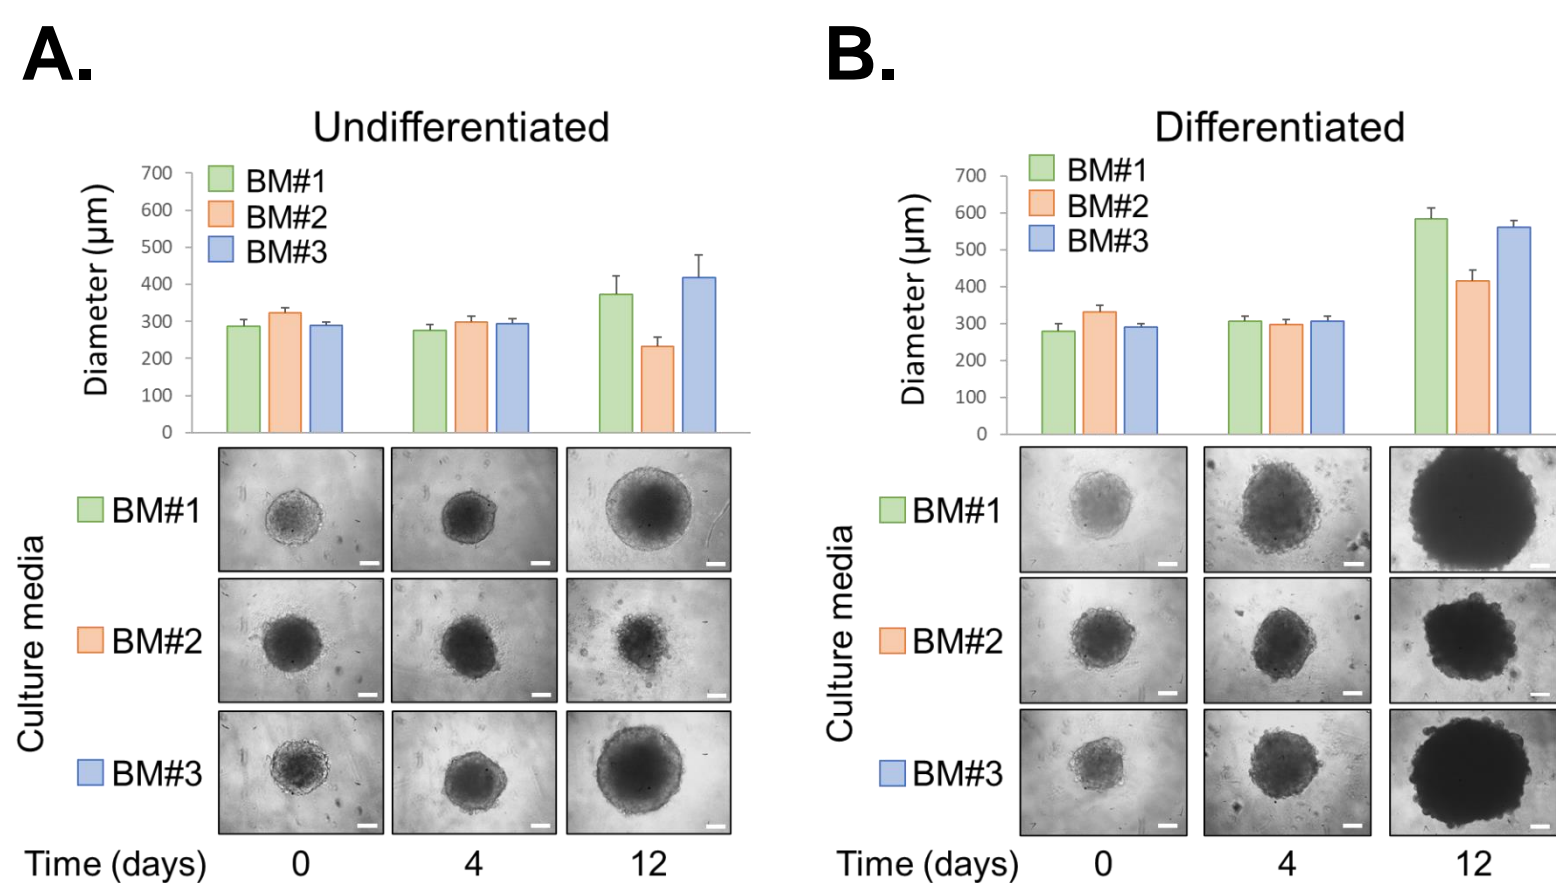 A.
Undifferentiated
Diameter (µm)
700
600
500
400
300
200
100
0
BM#1
BM#2
BM#3
Culture media
BM#1
BM#2
BM#3
Time (days) 0 4 12
B.
Differentiated
Diameter (µm)
700
600
500
400
300
200
100
0
BM#1
BM#2
BM#3
Culture media
BM#1
BM#2
BM#3
Time (days) 0 4 12